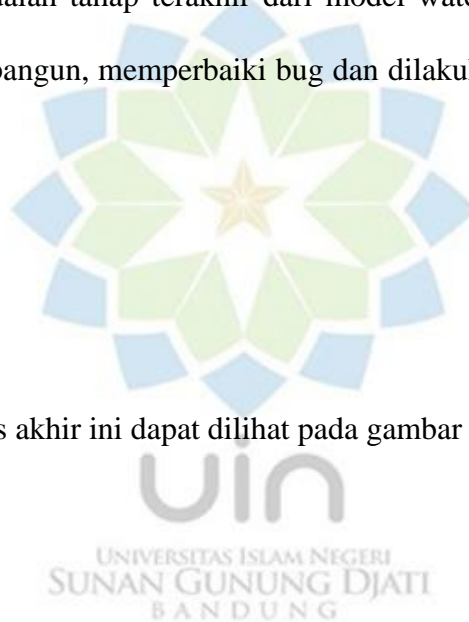 tahap terakhir dari model
bangun, memperbaiki bug dan
s akhir ini dapat dilihat pada gambar
uin
UNIVERSITAS ISLAM NEGERI
SUNAN GUNUNG DJATI
BANDUNG